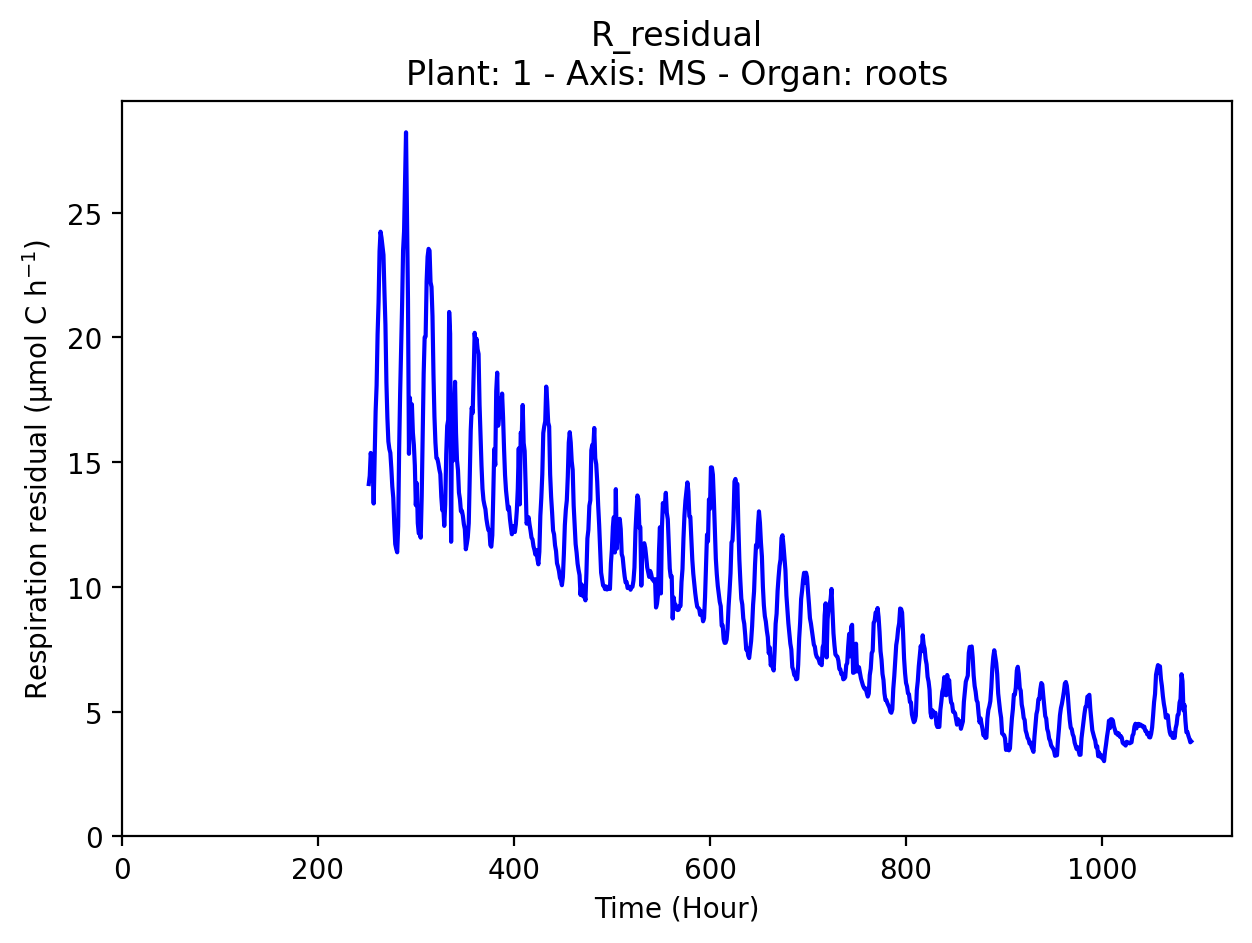 R_residual
Plant: 1 - Axis: MS - Organ: roots
Respiration residual (µmol C h⁻¹)
25
20
15
10
5
0
0 200 400 600 800 1000
Time (Hour)